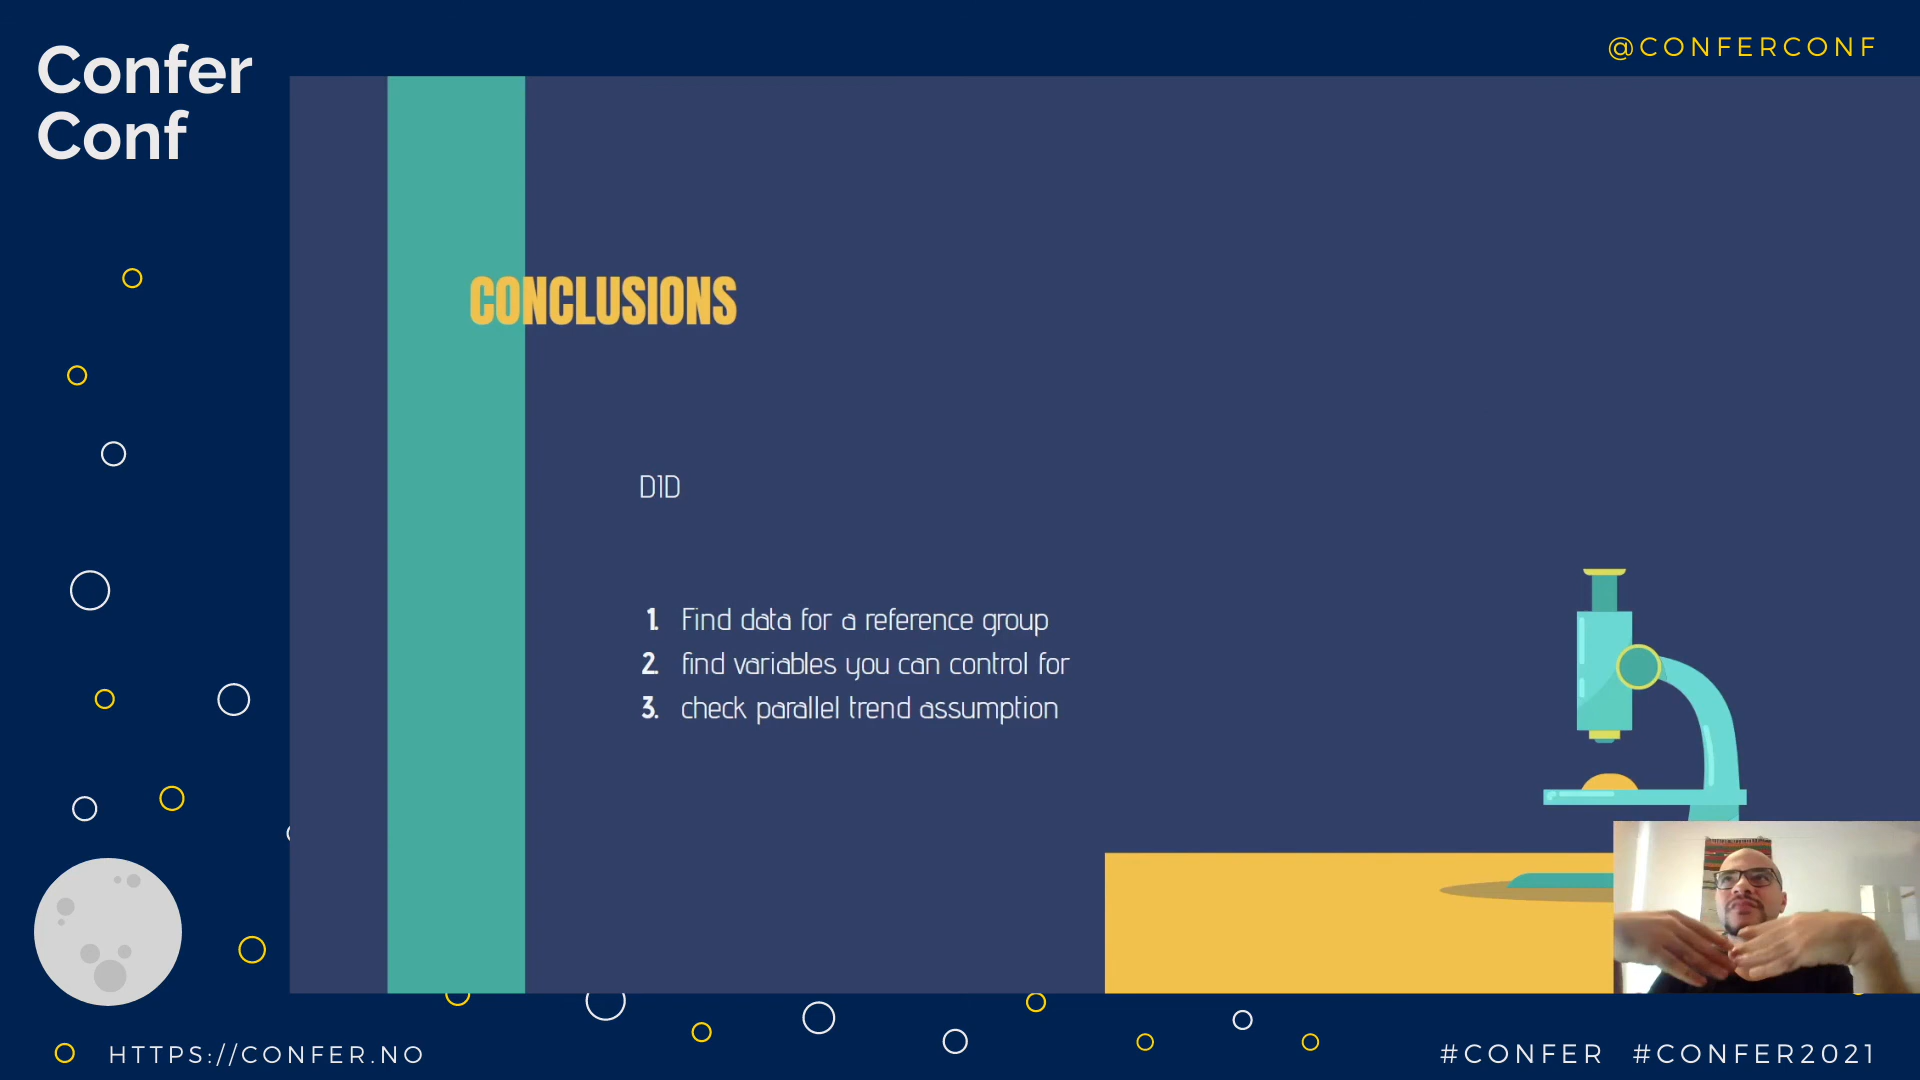 Confer
Conf
@CONFERCONF
CONCLUSIONS
DID
1. Find data for a reference group
2. find variables you can control for
3. check parallel trend assumption
HTTPS://CONFER.NO
#CONFER #CONFER2021